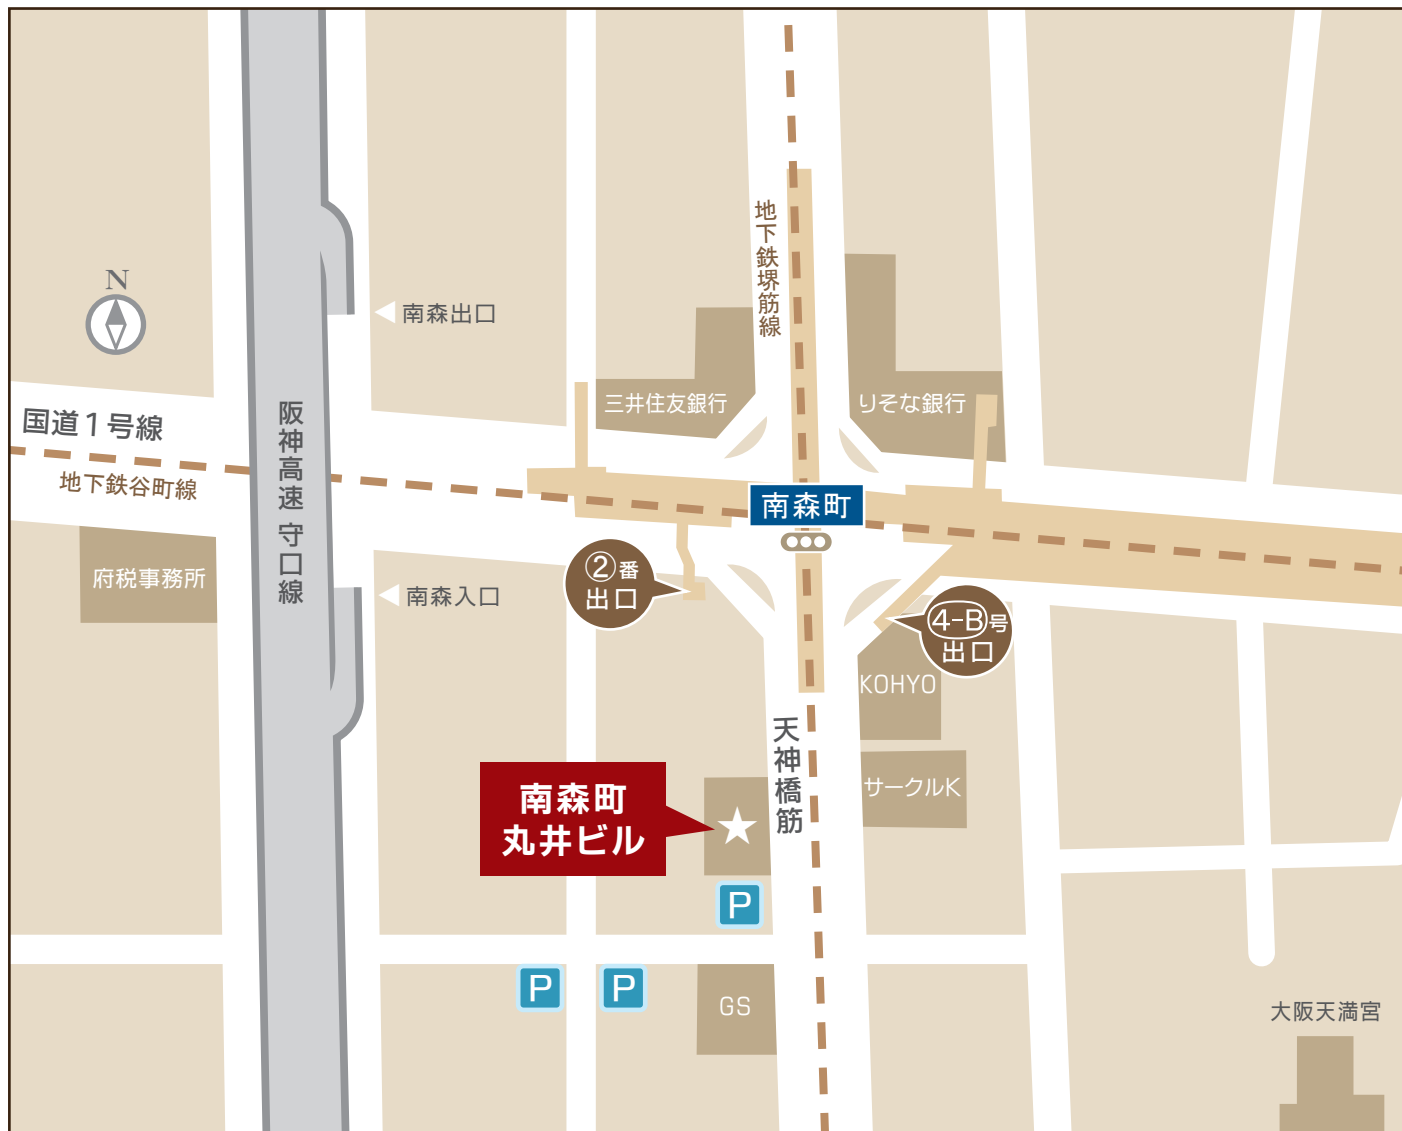 N
地下鉄堺筋線
南森出口
三井住友銀行
りそな銀行
国道1号線
阪神高速 守口線
地下鉄谷町線
南森町
府税事務所
南森入口
②番
出口
4-B号
出口
KOHYO
天神橋筋
サークルK
南森町
丸井ビル
P
P
P
GS
大阪天満宮